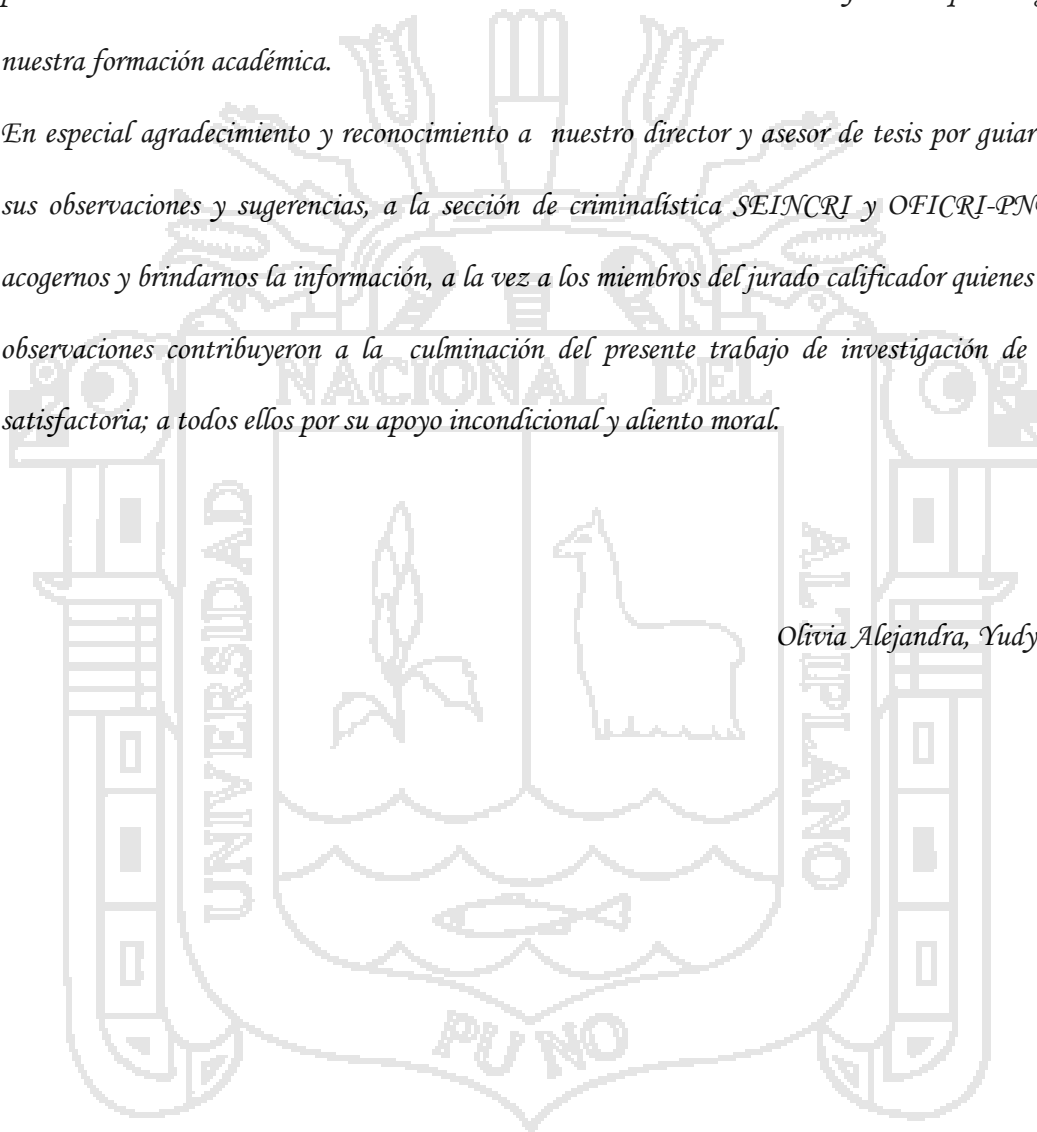 nuestra formación académica.
En especial agradecimiento y reconocimiento a nuestro director y asesor de tesis por guiar
sus observaciones y sugerencias, a la sección de criminalística SEINCRI y OFICRI-PN
acogernos y brindarnos la información, a la vez a los miembros del jurado calificador quienes
observaciones contribuyeron a la culminación del presente trabajo de investigación de
satisfactoria; a todos ellos por su apoyo incondicional y aliento moral.
Olivia Alejandra, Yudy
NACIONAL DEL
UNIVERSIDAD
ALTIPLANO
PUNO